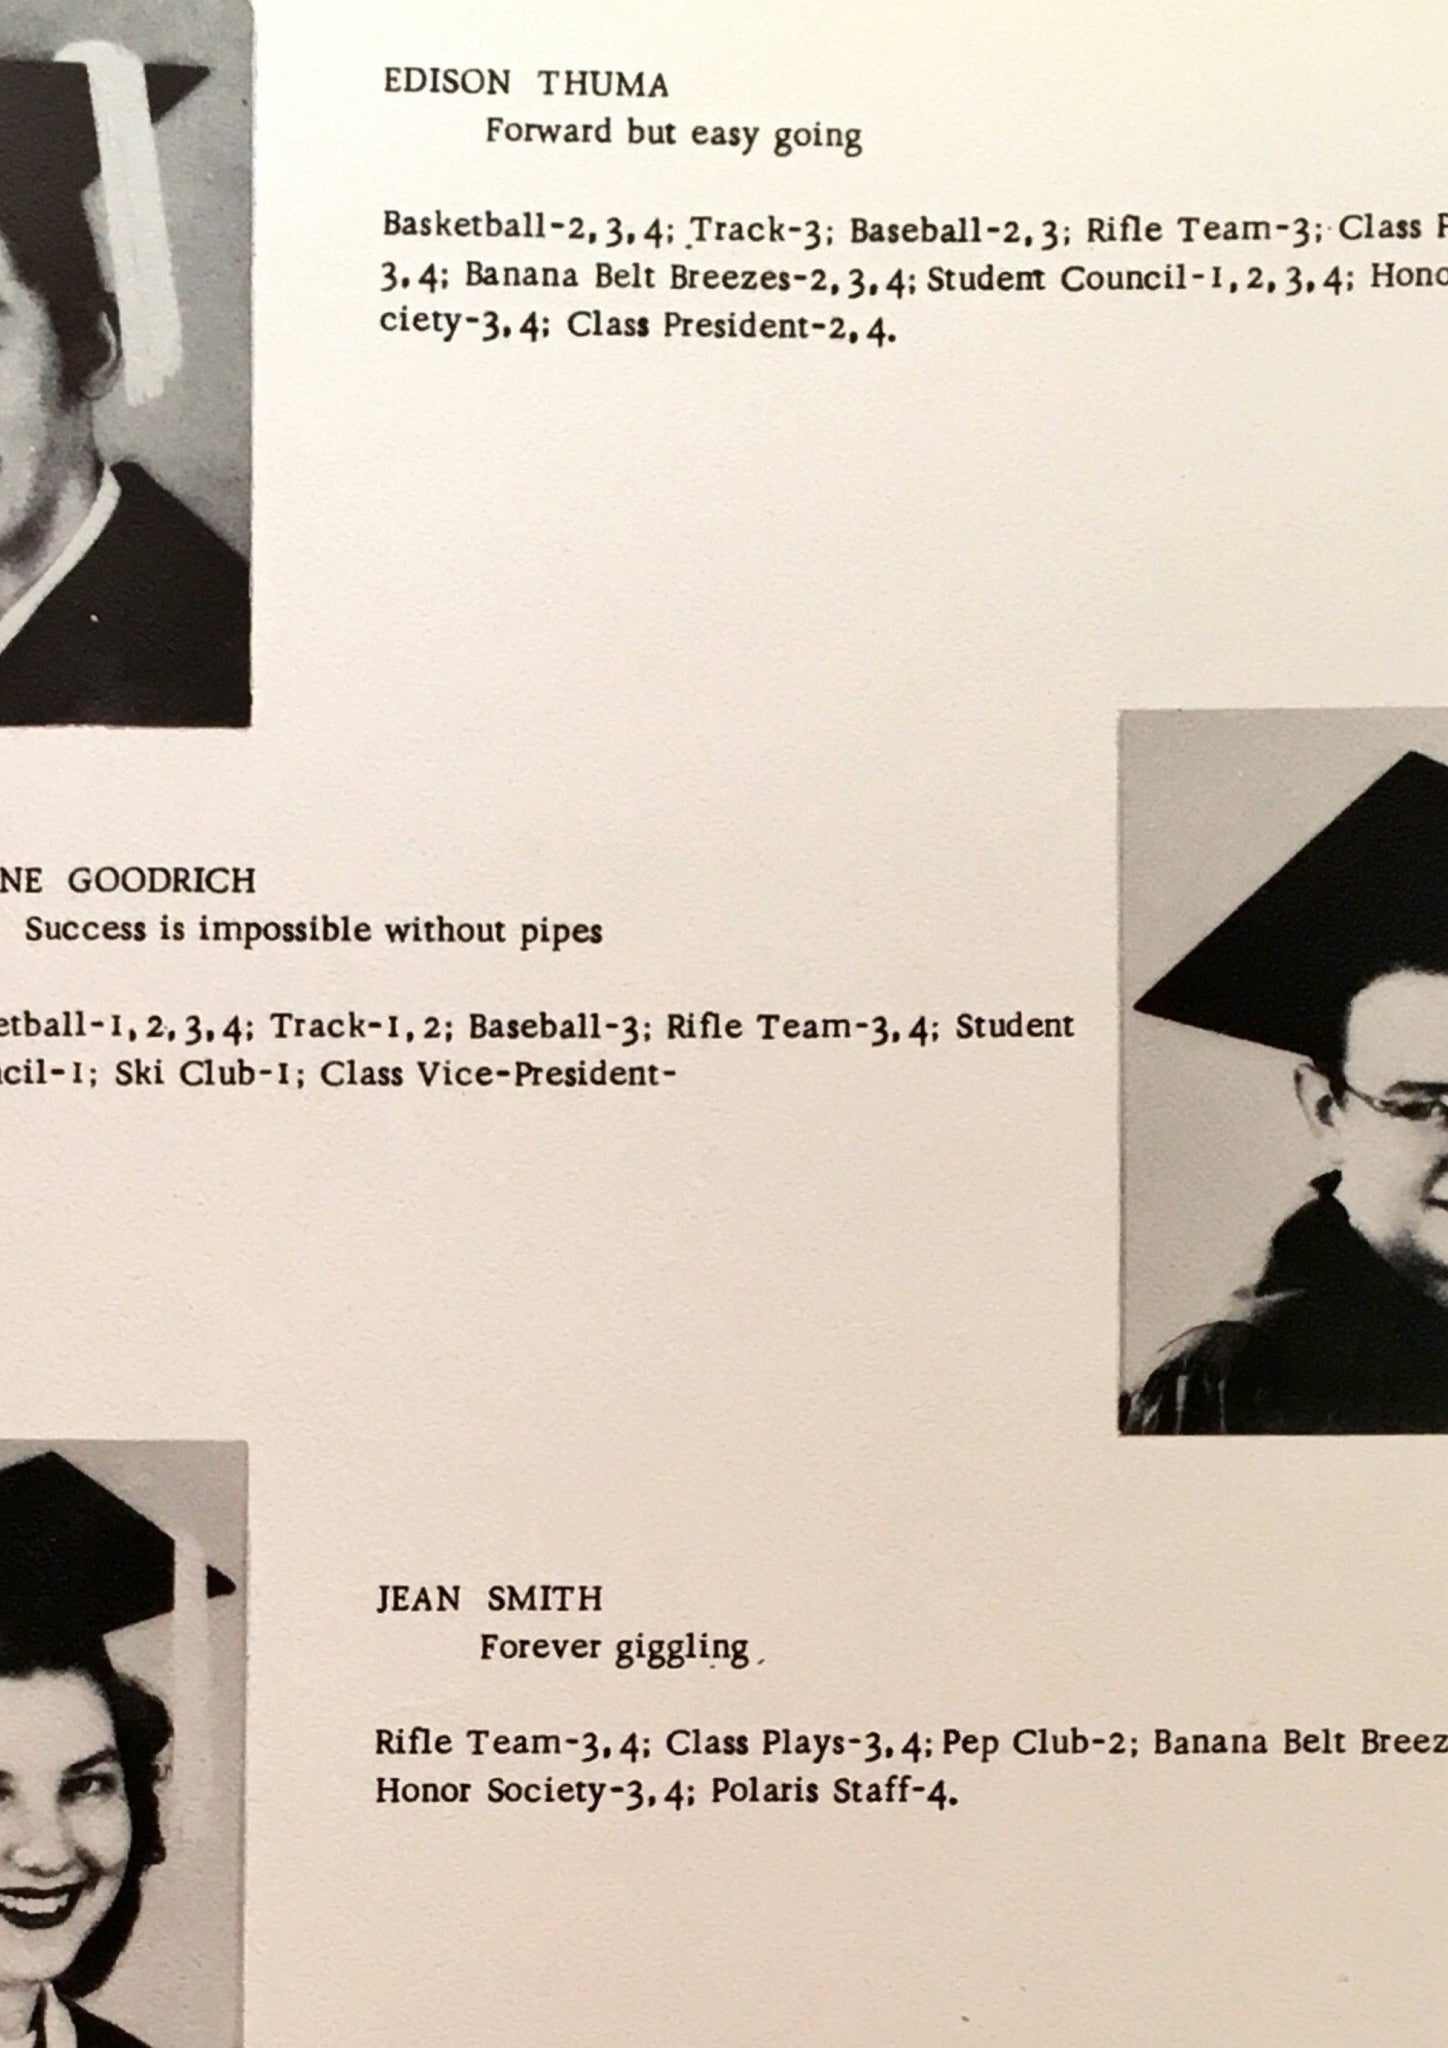 EDISON THUMA
Forward but easy going
Basketball-2, 3, 4; Track-3; Baseball-2, 3; Rifle Team-3; Class
3, 4; Banana Belt Breezes-2, 3, 4; Student Council-1, 2, 3, 4; Hono
ciety-3, 4; Class President-2, 4.
NE GOODRICH
Success is impossible without pipes
etball-1, 2, 3, 4; Track-1, 2; Baseball-3; Rifle Team-3, 4; Student
cil-1; Ski Club-1; Class Vice-President-
JEAN SMITH
Forever giggling
Rifle Team-3, 4; Class Plays-3, 4; Pep Club-2; Banana Belt Breez
Honor Society-3, 4; Polaris Staff-4.